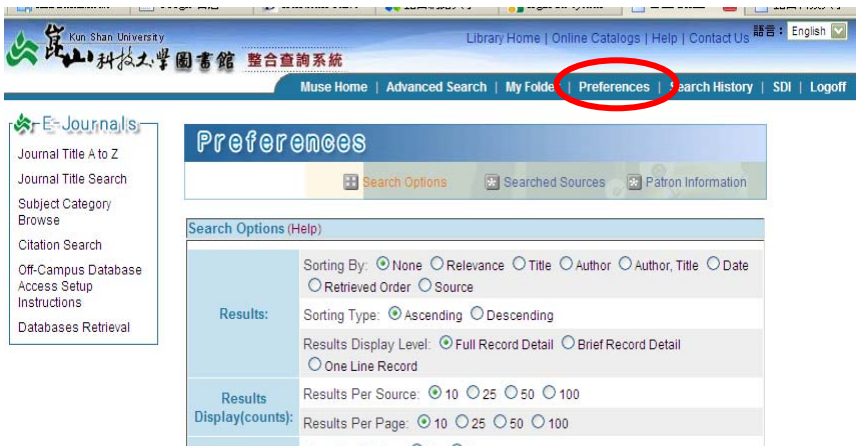 Kun Shan University
崑山科技大學圖書館 整合查詢系統
Library Home | Online Catalogs | Help | Contact Us 語言: English
Muse Home | Advanced Search | My Folder | Preferences | Search History | SDI | Logoff
E-Journals
Journal Title A to Z
Journal Title Search
Subject Category
Browse
Citation Search
Off-Campus Database
Access Setup
Instructions
Databases Retrieval
Preferences
Search Options Searched Sources Patron Information
Search Options (Help)
Results:
Sorting By: None Relevance Title Author Author, Title Date
Retrieved Order Source
Sorting Type: Ascending Descending
Results Display Level: Full Record Detail Brief Record Detail
One Line Record
Results
Display(counts):
Results Per Source: 10 25 50 100
Results Per Page: 10 25 50 100